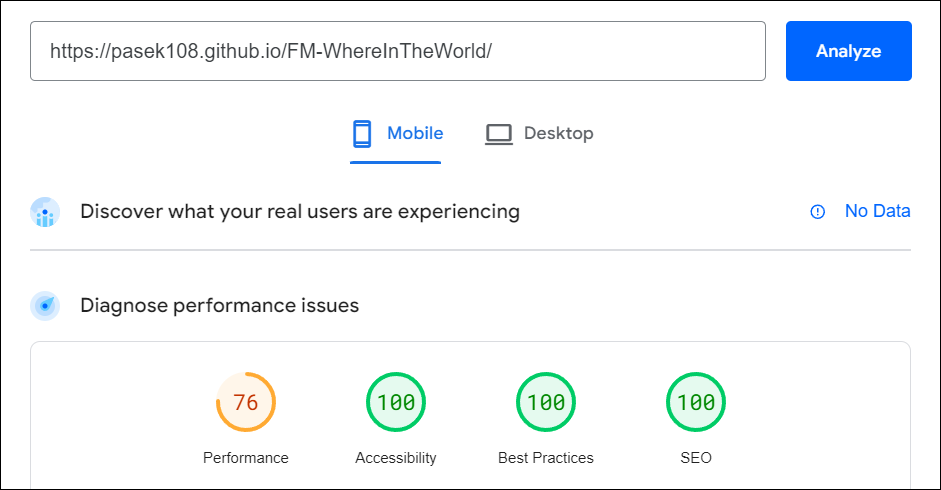 https://pasek108.github.io/FM-WhereInTheWorld/
Analyze
Mobile
Desktop
Discover what your real users are experiencing
No Data
Diagnose performance issues
76
100
100
100
Performance
Accessibility
Best Practices
SEO